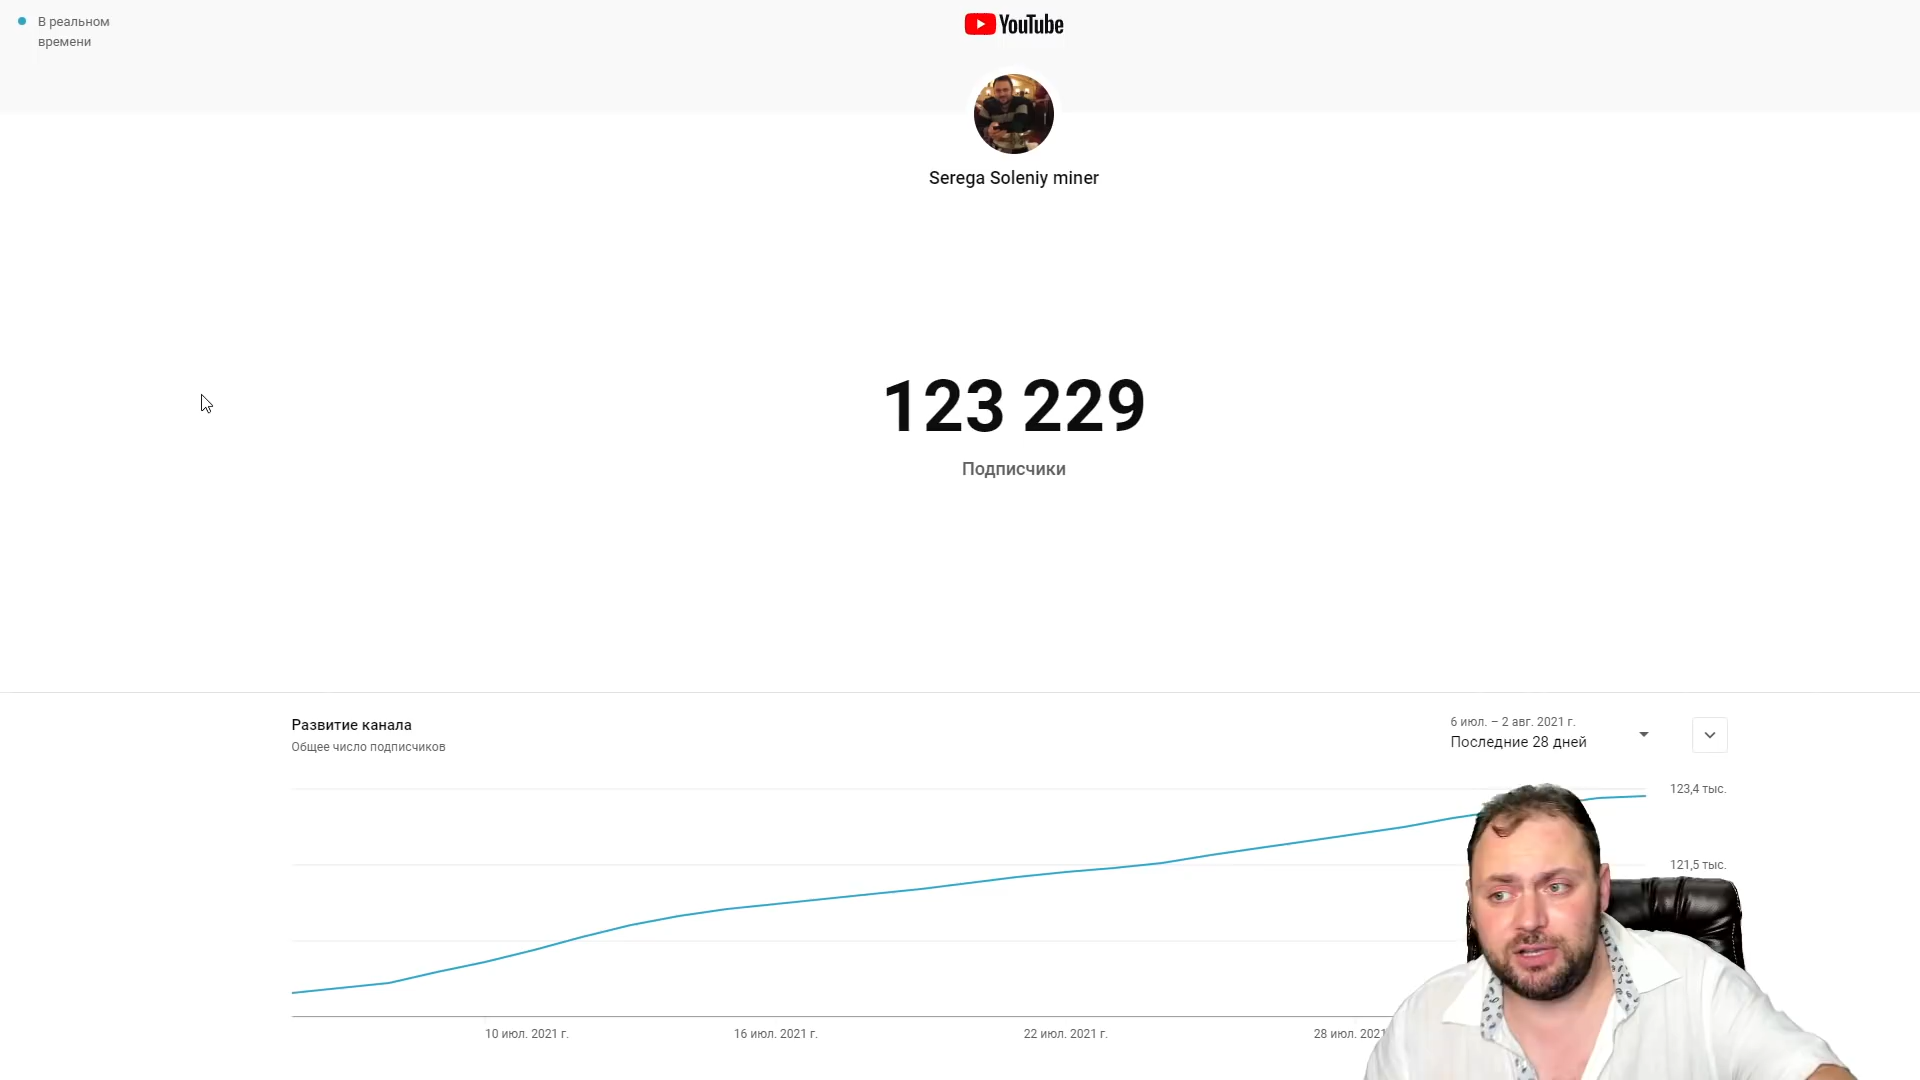 В реальном
времени
YouTube
Serega Soleniy miner
123 229
Подписчики
Развитие канала
Общее число подписчиков
6 июл. – 2 авг. 2021 г.
Последние 28 дней
123,4 тыс.
121,5 тыс.
10 июл. 2021 г.
16 июл. 2021 г.
22 июл. 2021 г.
28 июл. 2021